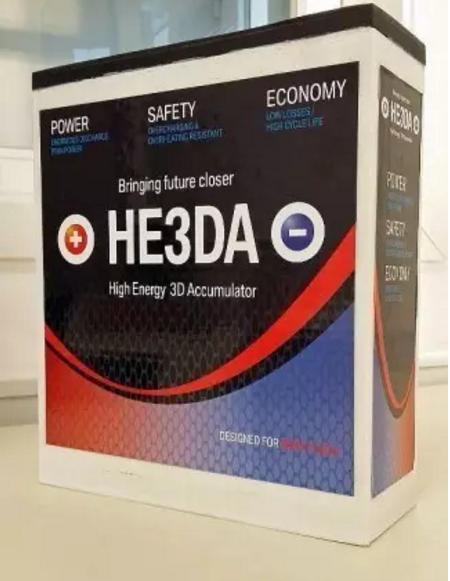 POWER
SAFETY
OVERCHARGING &
OVERHEATING RESISTANT
ECONOMY
LOW LOSSES /
HIGH CYCLE LIFE
Bringing future closer
HE3DA
High Energy 3D Accumulator
DESIGNED FOR
HE3DA
POWER
SAFETY
ECONOMY